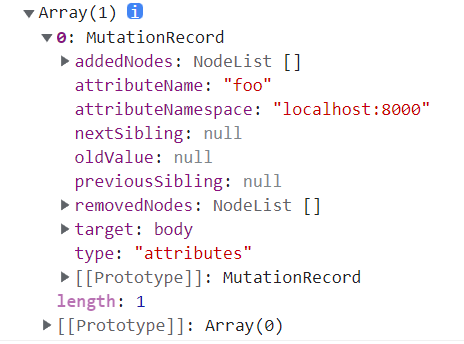 Array(1) i
0: MutationRecord
addedNodes: NodeList []
attributeName: "foo"
attributeNamespace: "localhost:8000"
nextSibling: null
oldValue: null
previousSibling: null
removedNodes: NodeList []
target: body
type: "attributes"
[[Prototype]]: MutationRecord
length: 1
[[Prototype]]: Array(0)